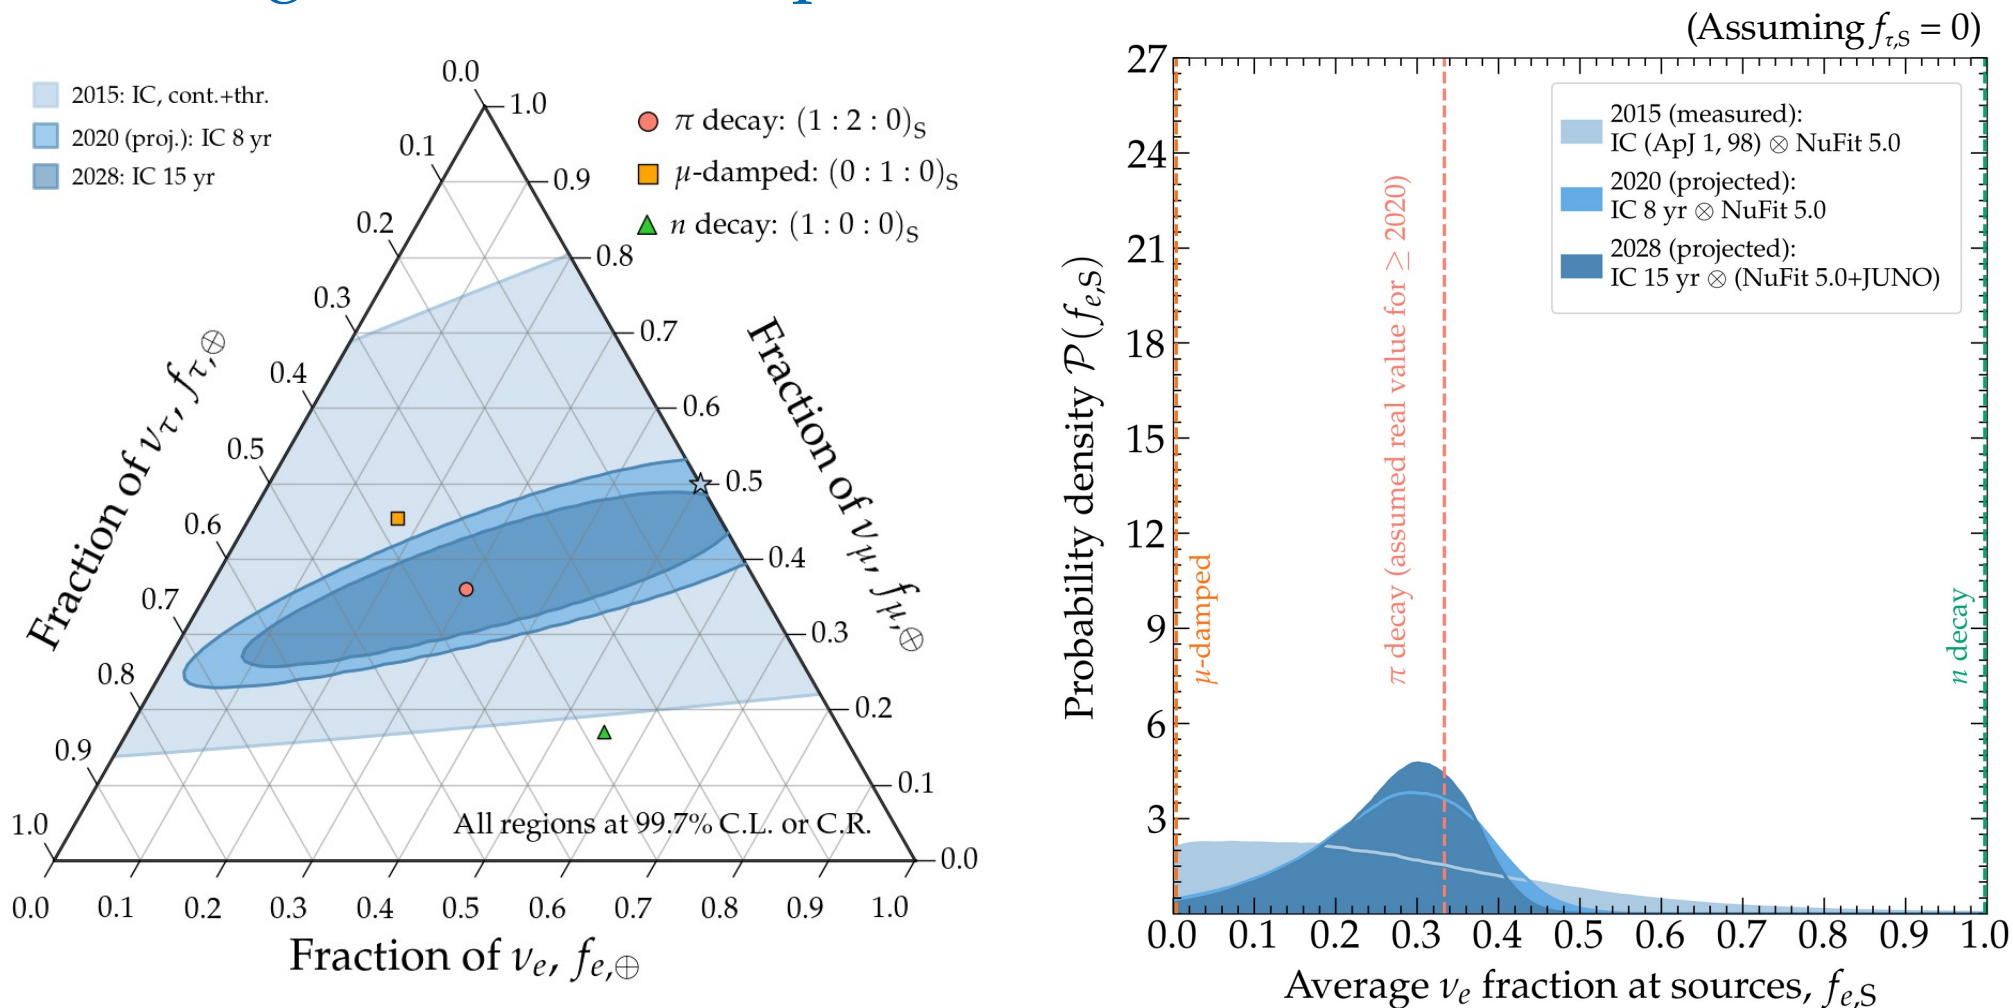 2015: IC, cont.+thr.
2020 (proj.): IC 8 yr
2028: IC 15 yr
π decay: (1 : 2 : 0)S
μ-damped: (0 : 1 : 0)S
n decay: (1 : 0 : 0)S
0.0
0.1
0.2
0.3
0.4
0.5
0.6
0.7
0.8
0.9
1.0
Fraction of ντ, fτ,⊕
1.0
0.9
0.8
0.7
0.6
0.5
0.4
0.3
0.2
0.1
0.0
Fraction of νμ, fμ,⊕
All regions at 99.7% C.L. or C.R.
0.0 0.1 0.2 0.3 0.4 0.5 0.6 0.7 0.8 0.9 1.0
Fraction of νe, fe,⊕
(Assuming fτ,S = 0)
27
24
21
18
15
12
9
6
3
Probability density P(fe,S)
2015 (measured):
IC (ApJ 1, 98) ⊗ NuFit 5.0
2020 (projected):
IC 8 yr ⊗ NuFit 5.0
2028 (projected):
IC 15 yr ⊗ (NuFit 5.0+JUNO)
μ-damped
π decay (assumed real value for ≥ 2020)
n decay
0.0 0.1 0.2 0.3 0.4 0.5 0.6 0.7 0.8 0.9 1.0
Average νe fraction at sources, fe,S